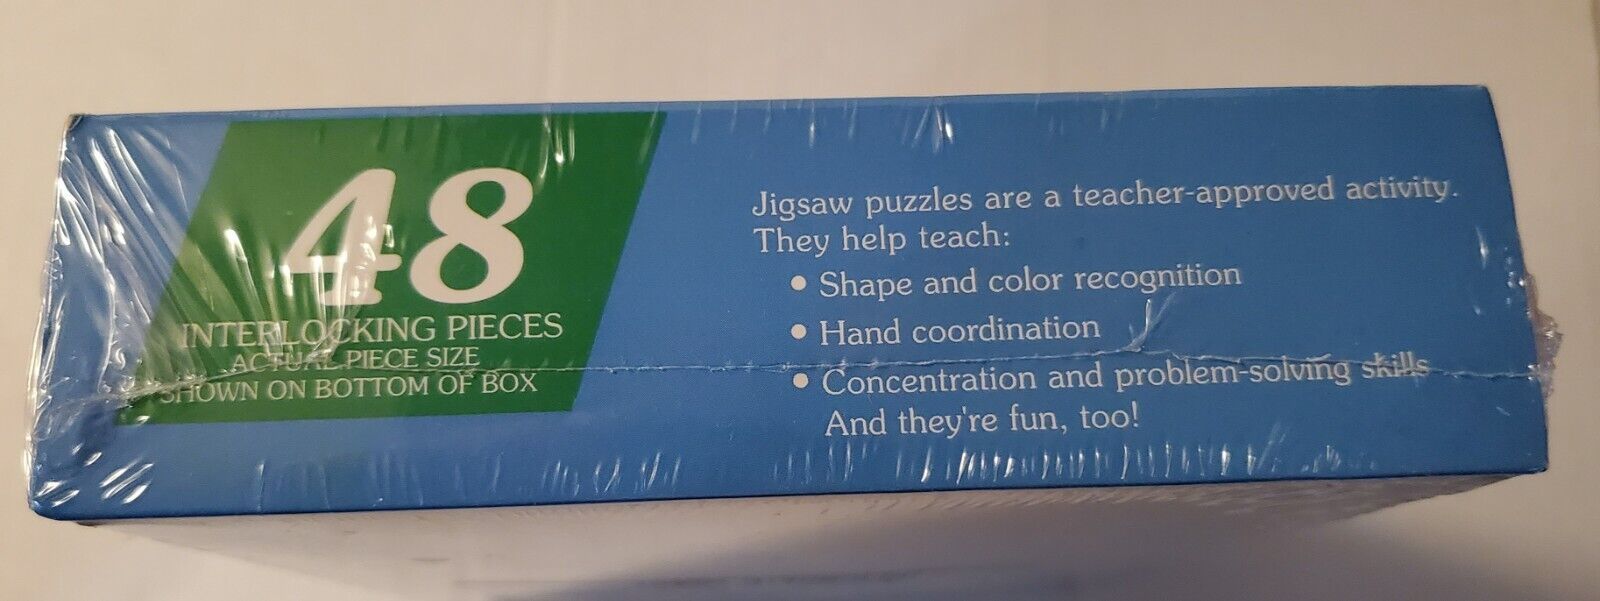 48
INTERLOCKING PIECES
ACTUAL PIECE SIZE
SHOWN ON BOTTOM OF BOX
Jigsaw puzzles are a teacher-approved activity.
They help teach:
• Shape and color recognition
• Hand coordination
• Concentration and problem-solving skills
And they're fun, too!